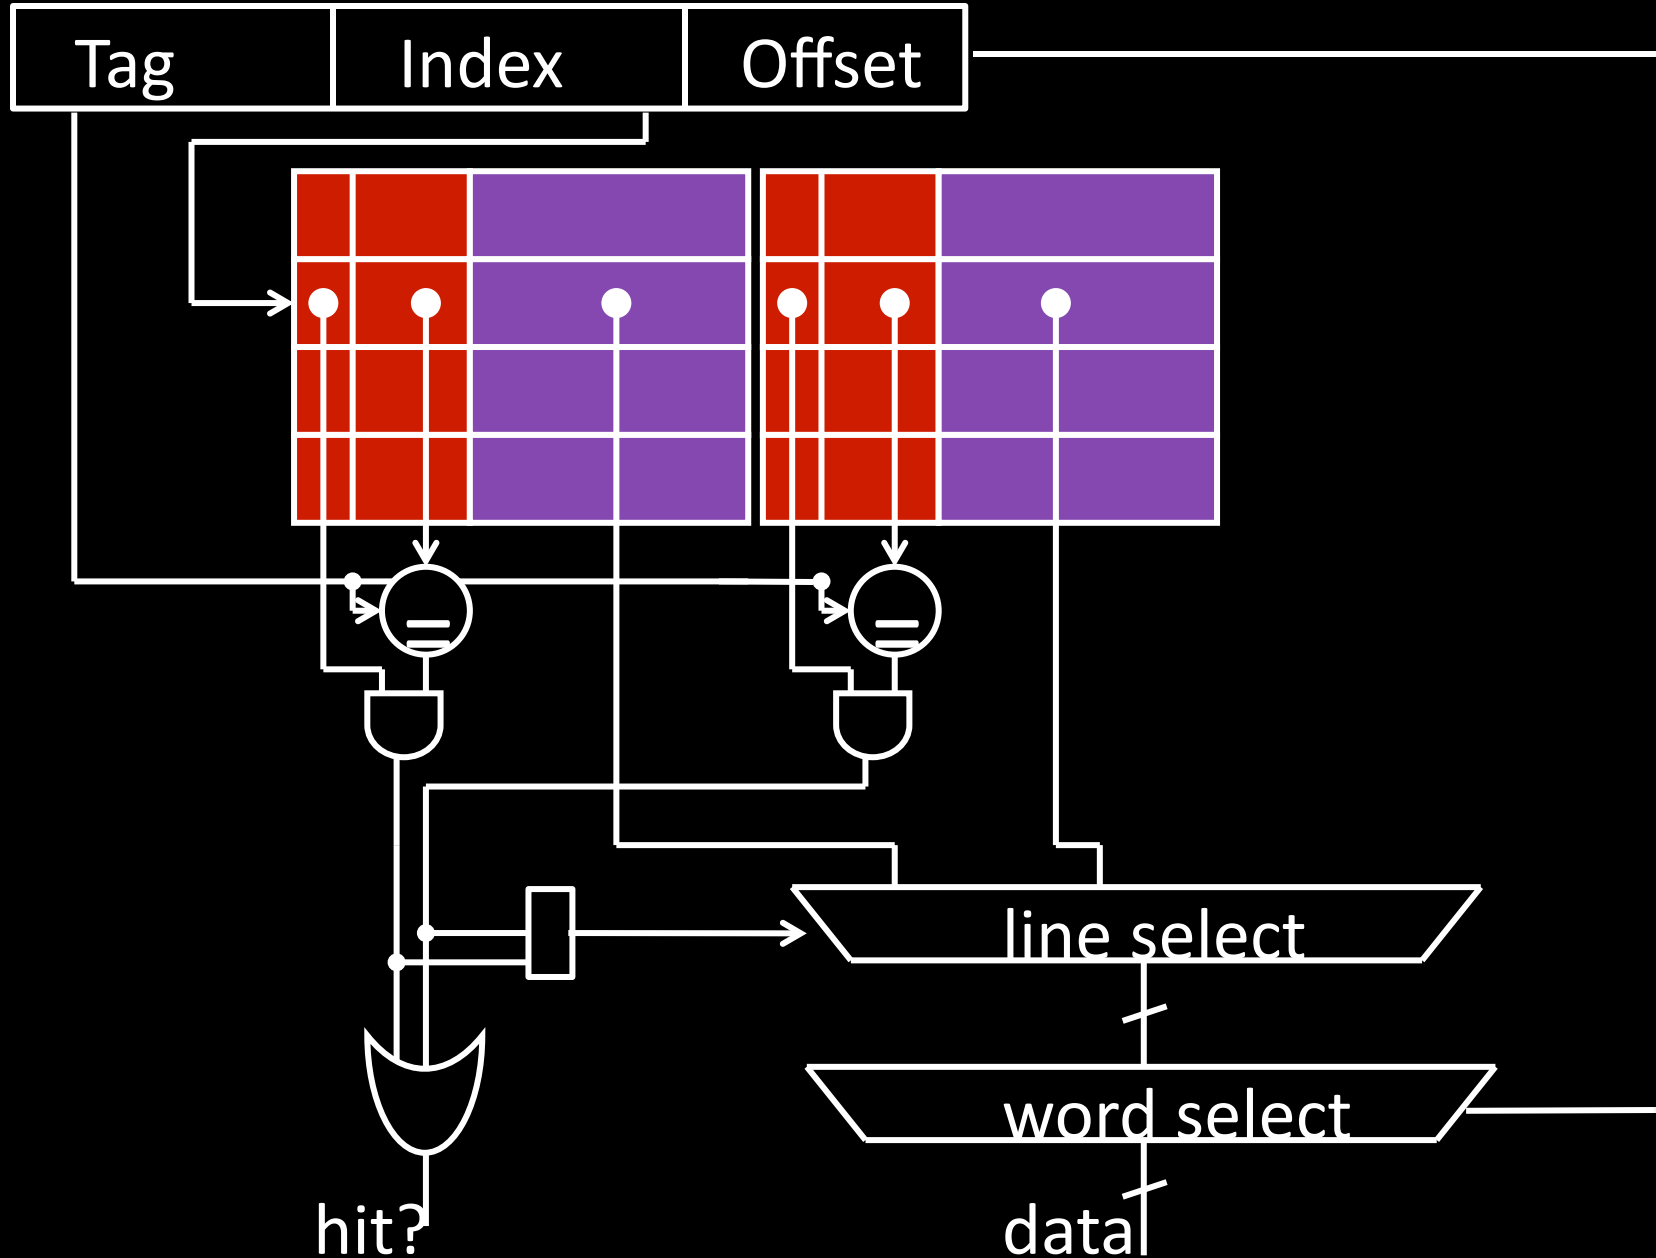 Tag Index Offset
=
=
line select
word select
hit?
data